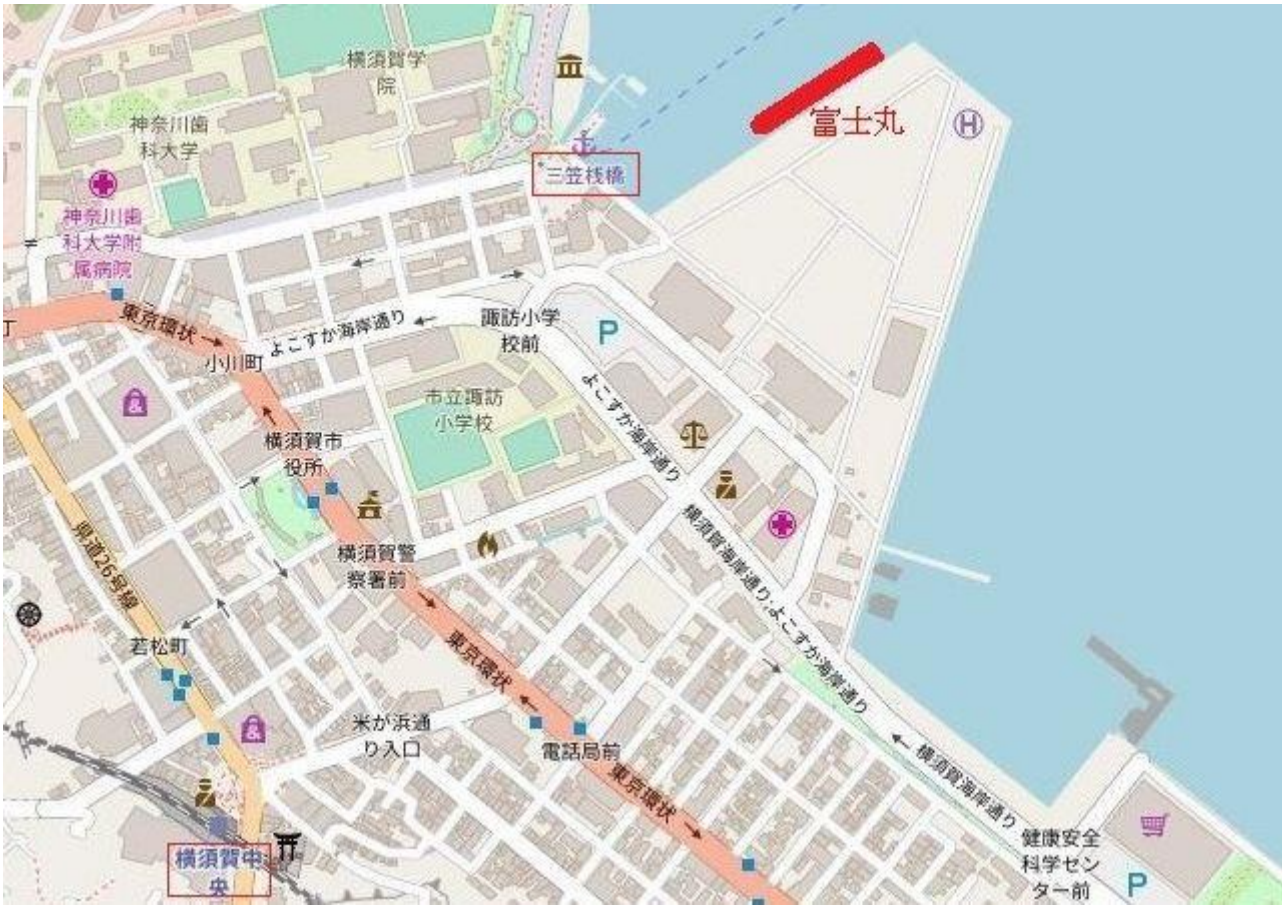 横須賀学
院
富士丸
H
神奈川歯
科大学
三笠桟橋
神奈川歯
科大学附
属病院
丁
東京環状
よこすか海岸通り
諏訪小学
校前
P
小川町
&
市立諏訪
小学校
よこすか海岸通り
横須賀市
役所
横須賀海岸通り;よこすか海岸通り
県道26号線
横須賀警
察署前
若松町
東京環状
米が浜通
り入口
電話局前
&
東京環状
横須賀海岸通り
健康安全
科学セン
ター前
P
横須賀中
央